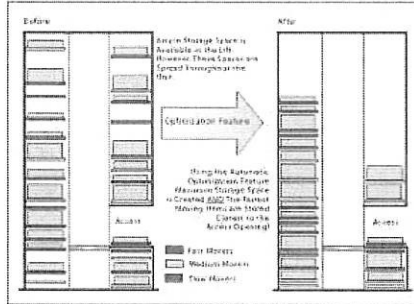 Before
After
Ample Storage Space is
Available in the Lift.
However, These Spaces are
Spread Throughout the
Unit.
Optimization Feature
Using the Automatic
Optimization Feature
Maximum Storage Space
is Created AND The Fastest
Moving Items are Stored
Closest to the
Access Opening!
Access
Access
Fast Movers
Medium Movers
Slow Movers